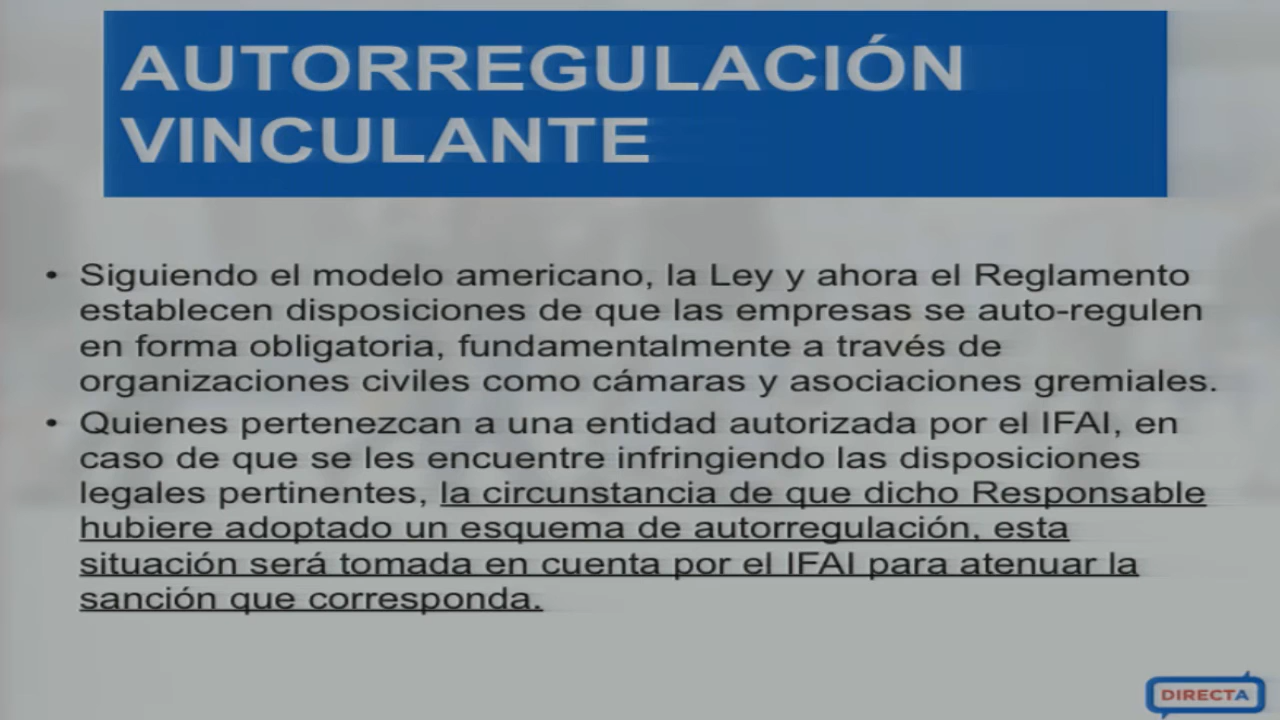 AUTORREGULACIÓN
VINCULANTE
• Siguiendo el modelo americano, la Ley y ahora el Reglamento
establecen disposiciones de que las empresas se auto-regulen
en forma obligatoria, fundamentalmente a través de
organizaciones civiles como cámaras y asociaciones gremiales.
• Quienes pertenezcan a una entidad autorizada por el IFAI, en
caso de que se les encuentre infringiendo las disposiciones
legales pertinentes, la circunstancia de que dicho Responsable
hubiere adoptado un esquema de autorregulación, esta
situación será tomada en cuenta por el IFAI para atenuar la
sanción que corresponda.
DIRECTA